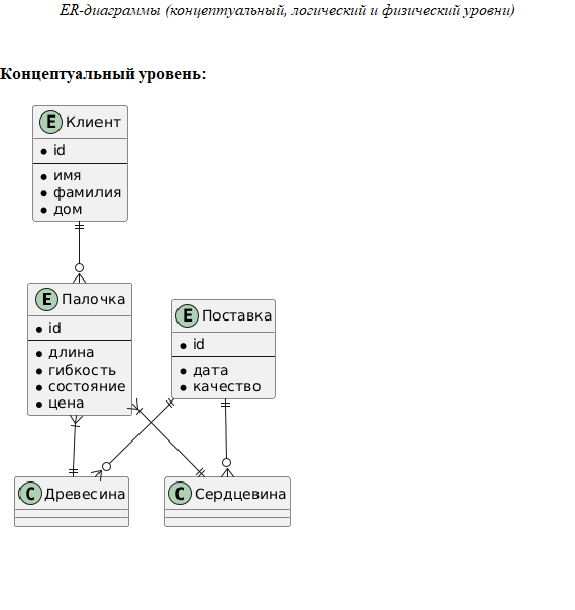 ER-диаграммы (концептуальный, логический и физический уровни)
Концептуальный уровень:
E Клиент
id
имя
фамилия
дом
E Палочка
id
длина
гибкость
состояние
цена
E Поставка
id
дата
качество
C Древесина
C Сердцевина